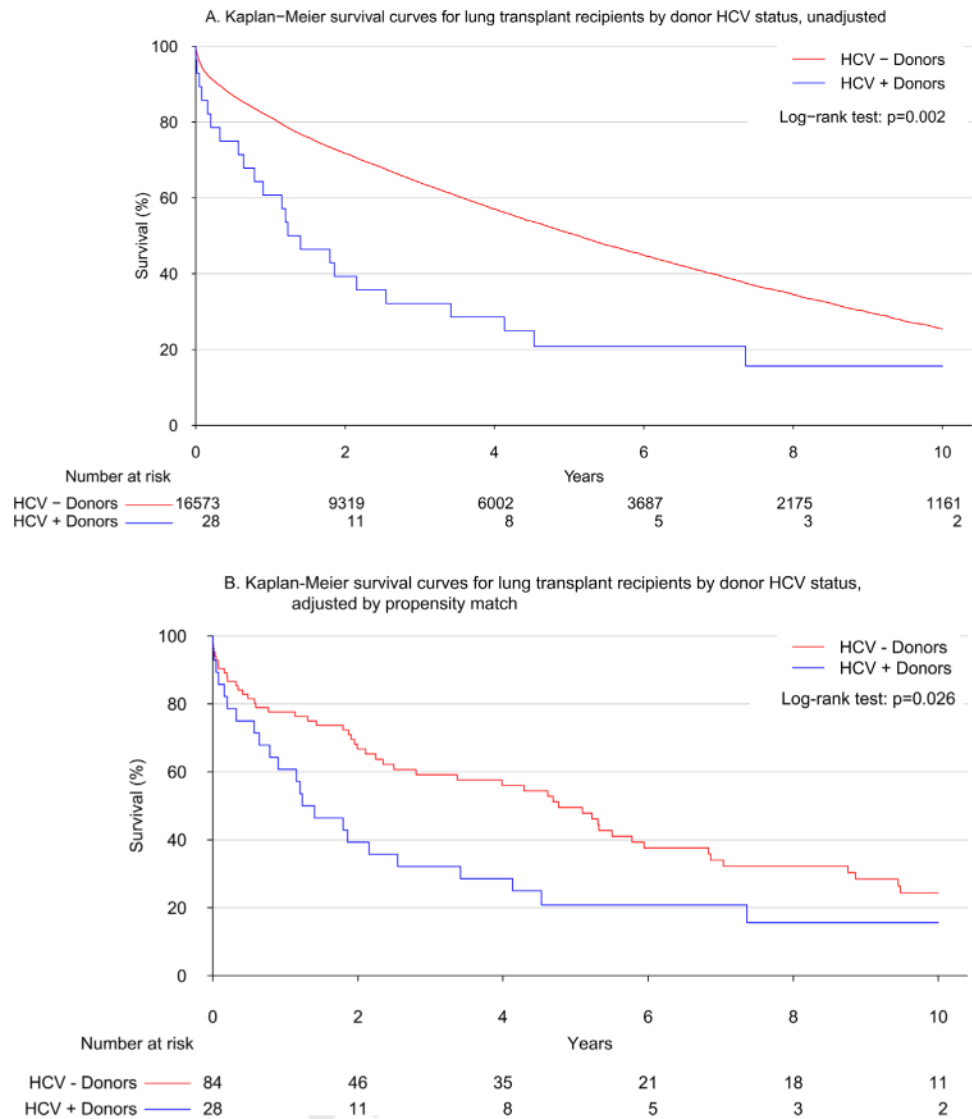 A. Kaplan−Meier survival curves for lung transplant recipients by donor HCV status, unadjusted
100
80
60
40
20
0
Survival (%)
HCV − Donors
HCV + Donors
Log−rank test: p=0.002
0 2 4 6 8 10
Number at risk Years
HCV − Donors 16573 9319 6002 3687 2175 1161
HCV + Donors 28 11 8 5 3 2
B. Kaplan-Meier survival curves for lung transplant recipients by donor HCV status,
adjusted by propensity match
100
80
60
40
20
0
Survival (%)
HCV - Donors
HCV + Donors
Log-rank test: p=0.026
0 2 4 6 8 10
Number at risk Years
HCV - Donors 84 46 35 21 18 11
HCV + Donors 28 11 8 5 3 2